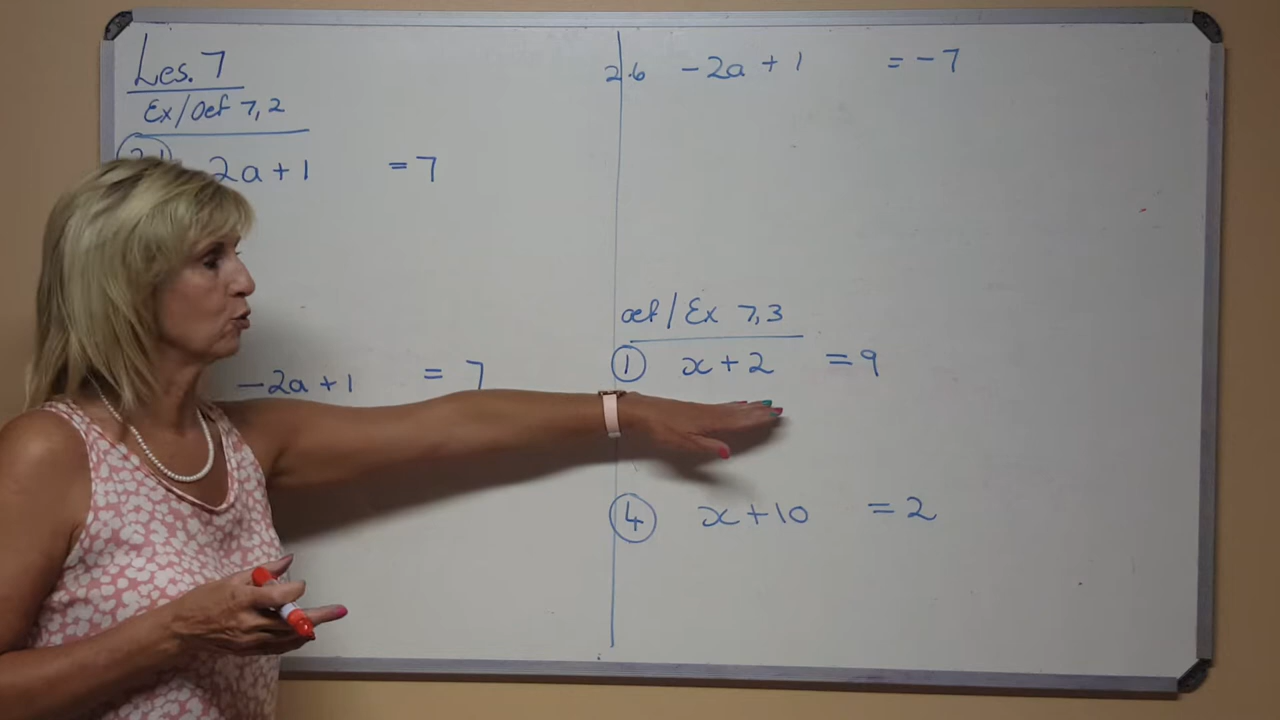 Les. 7
Ex/Oef 7,2
2a + 1 = 7
-2a + 1 = 7
2.6 -2a + 1 = -7
oef / Ex 7,3
① x + 2 = 9
④ x + 10 = 2